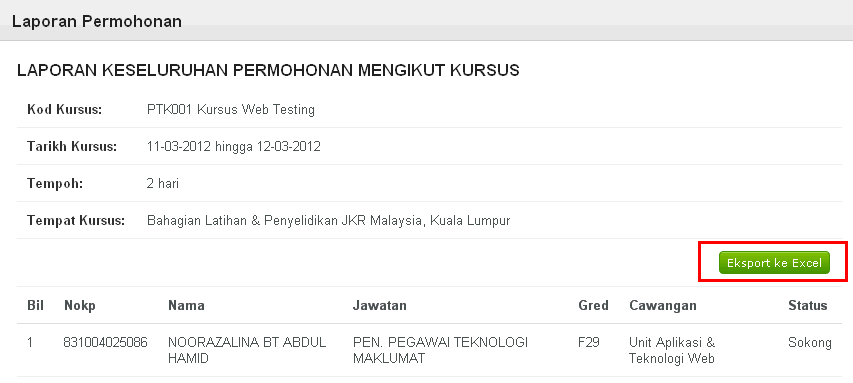 Laporan Permohonan
LAPORAN KESELURUHAN PERMOHONAN MENGIKUT KURSUS
Kod Kursus: PTK001 Kursus Web Testing
Tarikh Kursus: 11-03-2012 hingga 12-03-2012
Tempoh: 2 hari
Tempat Kursus: Bahagian Latihan & Penyelidikan JKR Malaysia, Kuala Lumpur
Eksport ke Excel
Bil Nokp Nama Jawatan Gred Cawangan Status
1 831004025086 NOORAZALINA BT ABDUL PEN. PEGAWAI TEKNOLOGI F29 Unit Aplikasi & Sokong
HAMID MAKLUMAT Teknologi Web